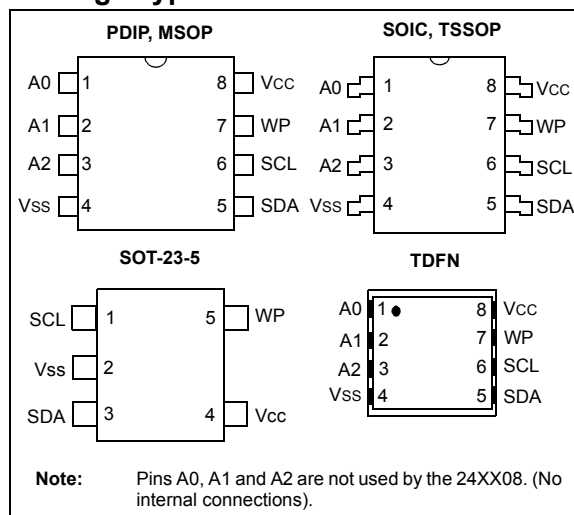 PDIP, MSOP
A0 1 8 VCC
A1 2 7 WP
A2 3 6 SCL
VSS 4 5 SDA
SOIC, TSSOP
A0 1 8 VCC
A1 2 7 WP
A2 3 6 SCL
VSS 4 5 SDA
SOT-23-5
SCL 1 5 WP
Vss 2
SDA 3 4 Vcc
TDFN
A0 1 8 VCC
A1 2 7 WP
A2 3 6 SCL
VSS 4 5 SDA
Note: Pins A0, A1 and A2 are not used by the 24XX08. (No
internal connections).